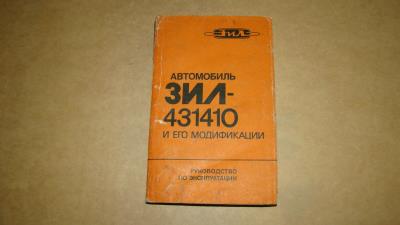 ЗИЛ
АВТОМОБИЛЬ
ЗИЛ-
431410
И ЕГО МОДИФИКАЦИИ
РУКОВОДСТВО
ПО ЭКСПЛУАТАЦИИ